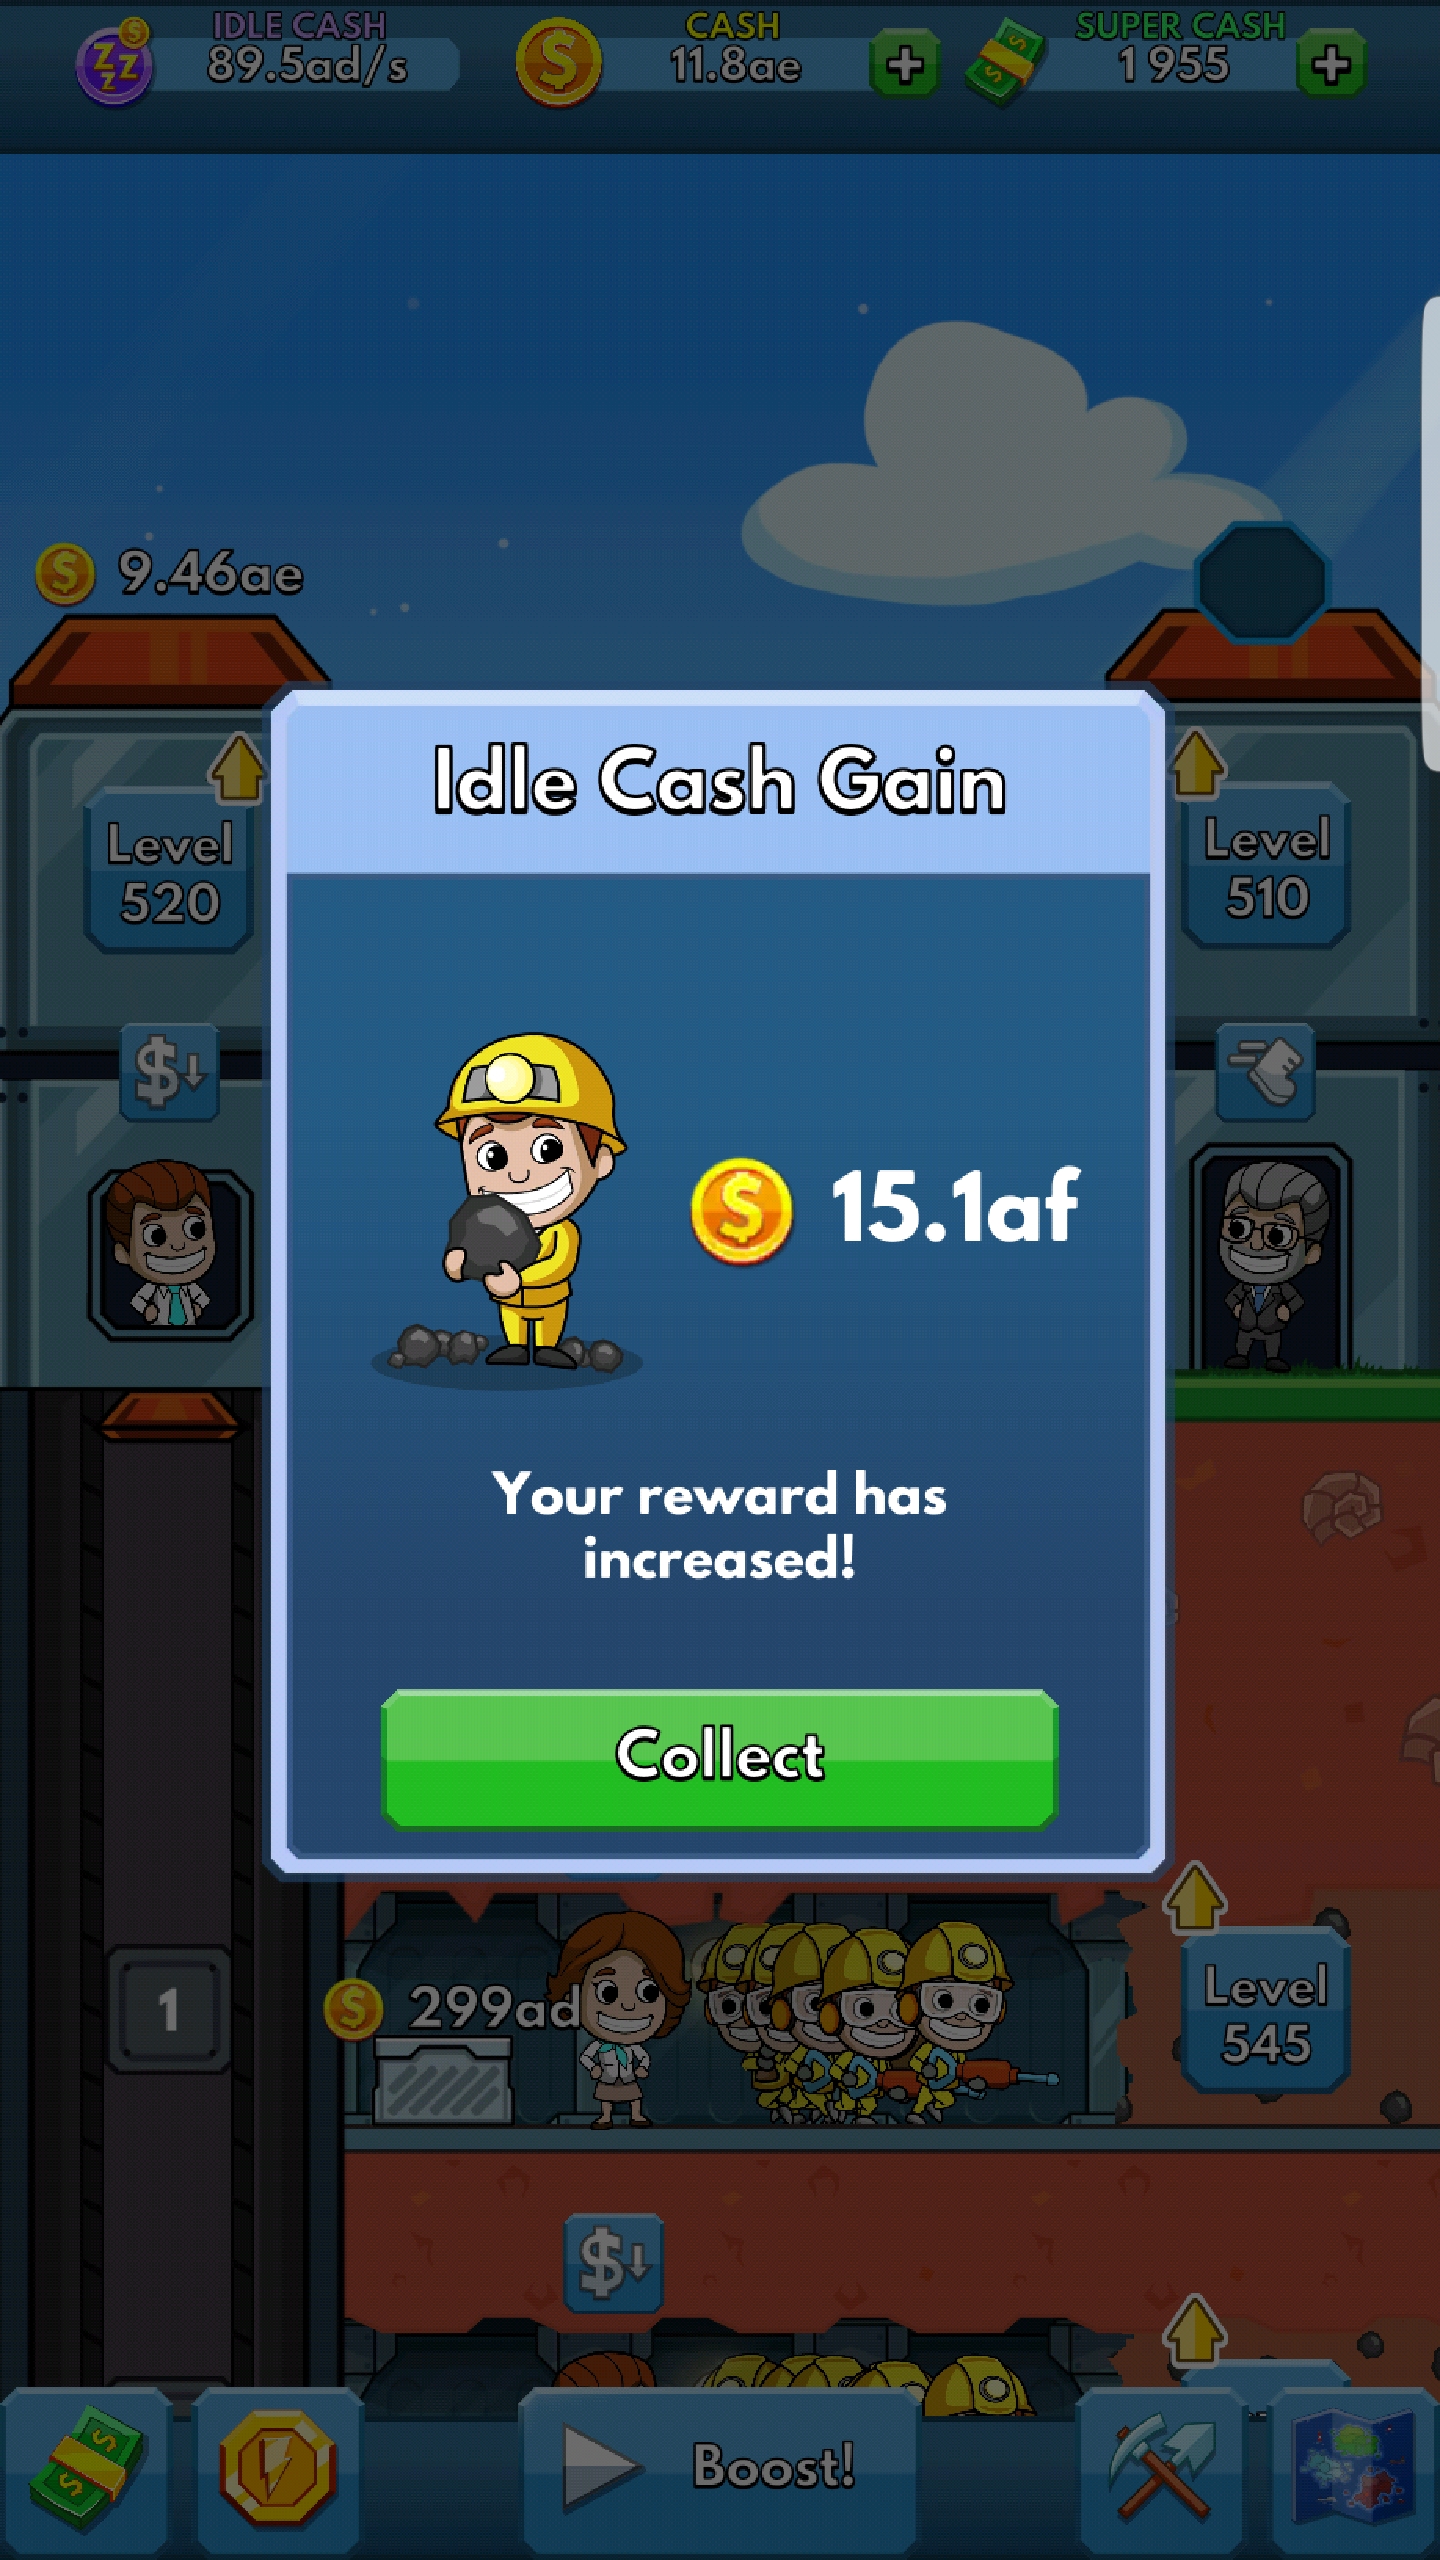 IDLE CASH
89.5ad/s
CASH
11.8ae
SUPER CASH
1 955
9.46ae
Idle Cash Gain
Level
520
Level
510
15.1af
Your reward has
increased!
Collect
1
299ad
Level
545
Boost!